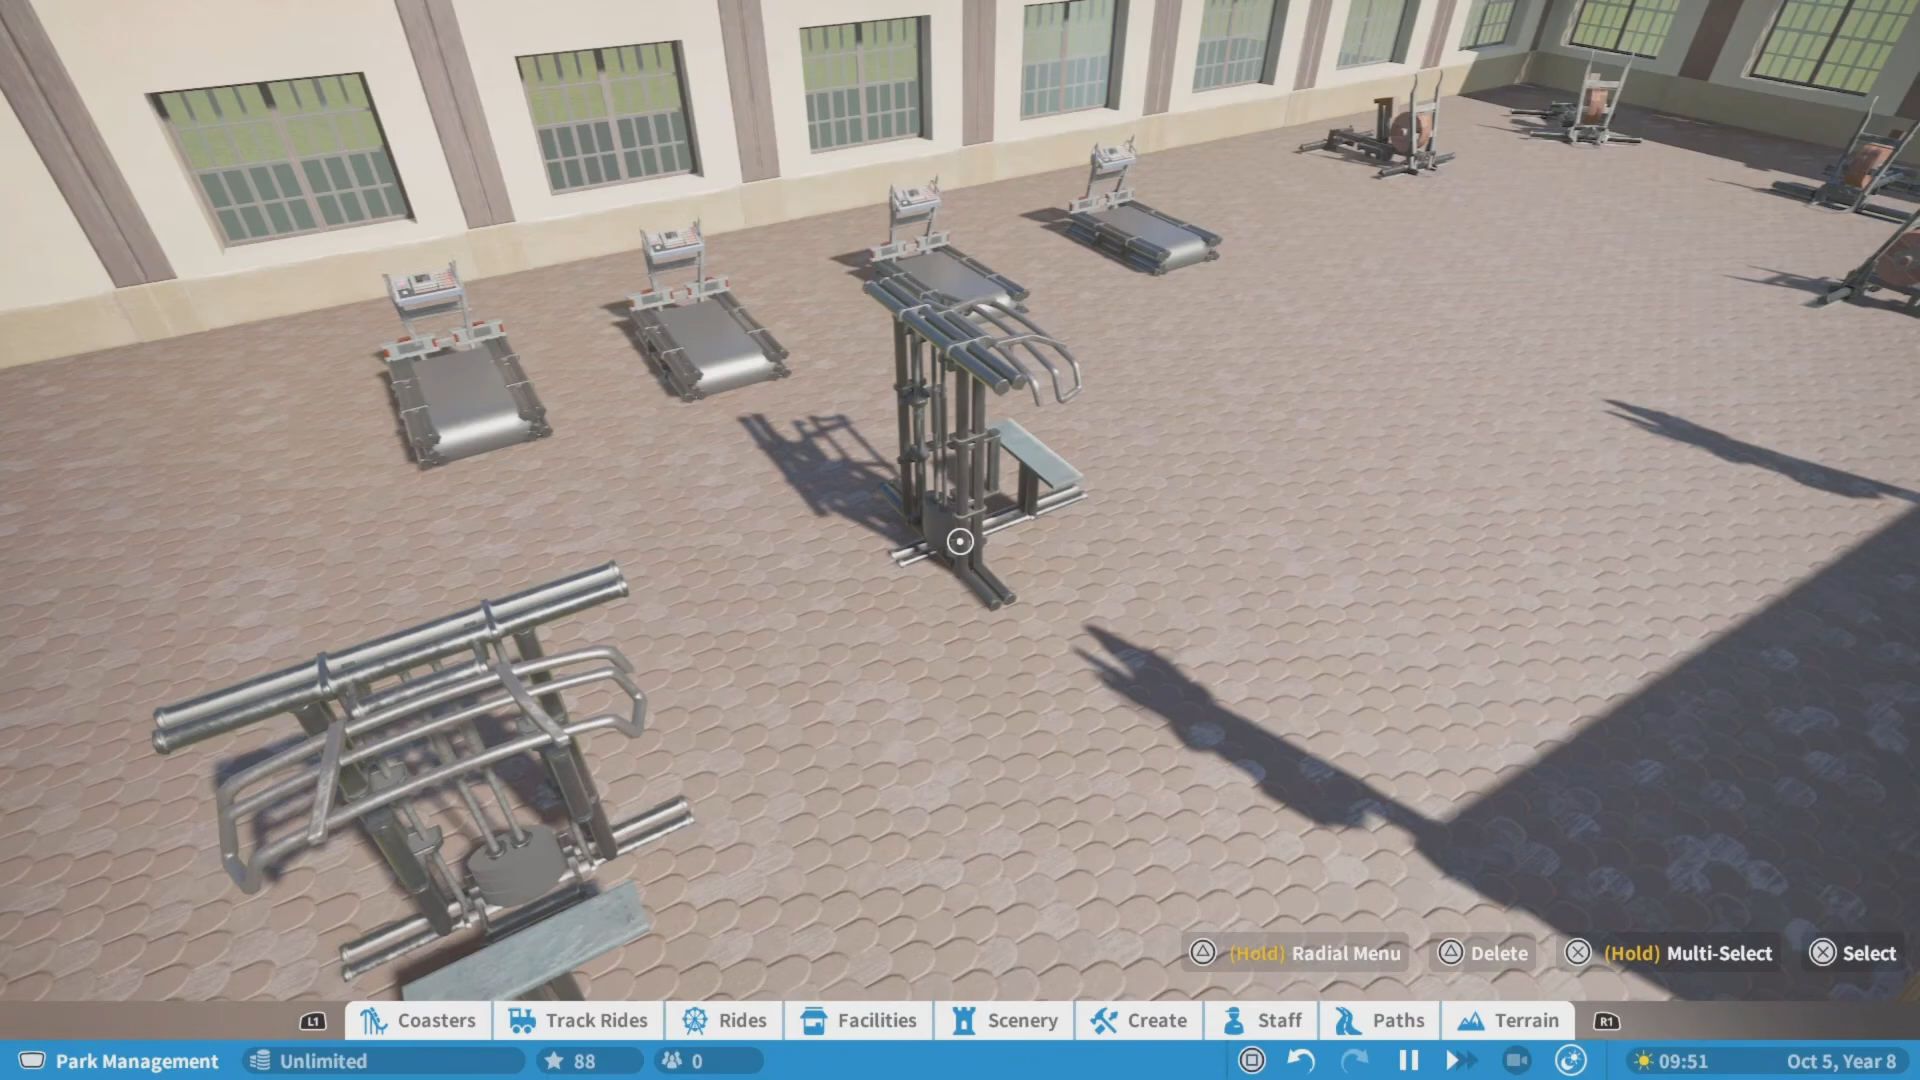 (Hold) Radial Menu Delete (Hold) Multi-Select Select
L1 Coasters Track Rides Rides Facilities Scenery Create Staff Paths Terrain R1
Park Management Unlimited 88 0 09:51 Oct 5, Year 8